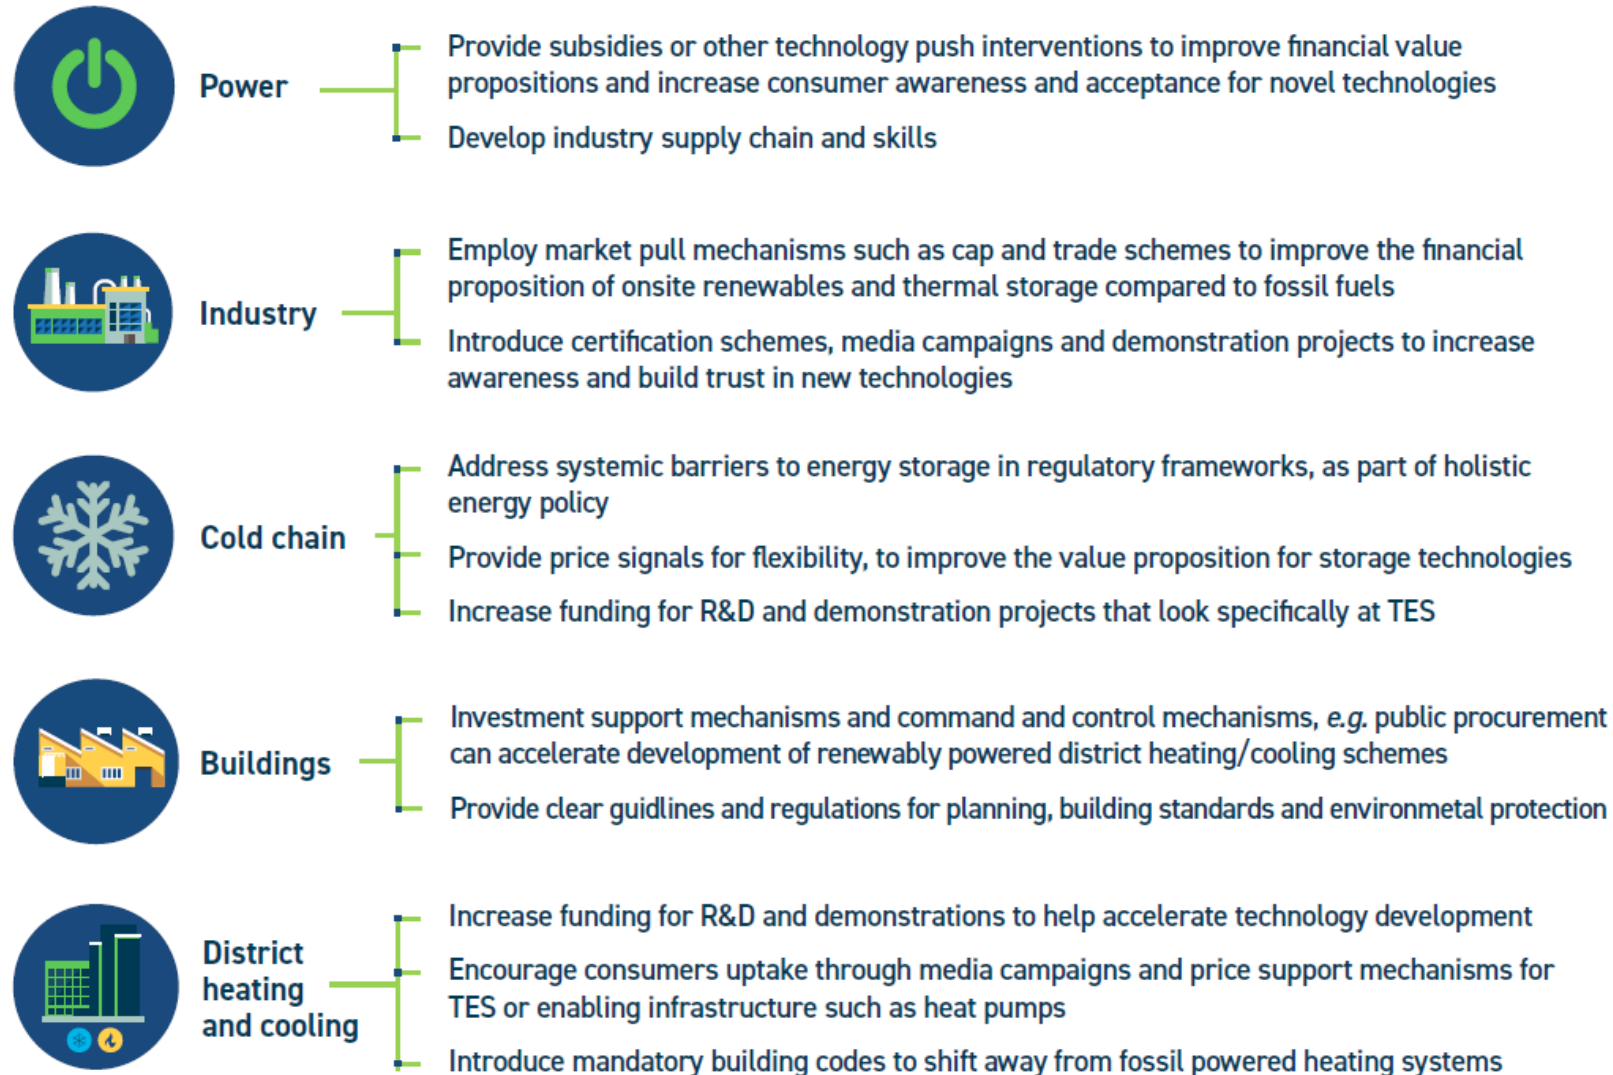 Power
Provide subsidies or other technology push interventions to improve financial value
propositions and increase consumer awareness and acceptance for novel technologies
Develop industry supply chain and skills
Industry
Employ market pull mechanisms such as cap and trade schemes to improve the financial
proposition of onsite renewables and thermal storage compared to fossil fuels
Introduce certification schemes, media campaigns and demonstration projects to increase
awareness and build trust in new technologies
Cold chain
Address systemic barriers to energy storage in regulatory frameworks, as part of holistic
energy policy
Provide price signals for flexibility, to improve the value proposition for storage technologies
Increase funding for R&D and demonstration projects that look specifically at TES
Buildings
Investment support mechanisms and command and control mechanisms, e.g. public procurement
can accelerate development of renewably powered district heating/cooling schemes
Provide clear guidlines and regulations for planning, building standards and environmetal protection
District
heating
and cooling
Increase funding for R&D and demonstrations to help accelerate technology development
Encourage consumers uptake through media campaigns and price support mechanisms for
TES or enabling infrastructure such as heat pumps
Introduce mandatory building codes to shift away from fossil powered heating systems